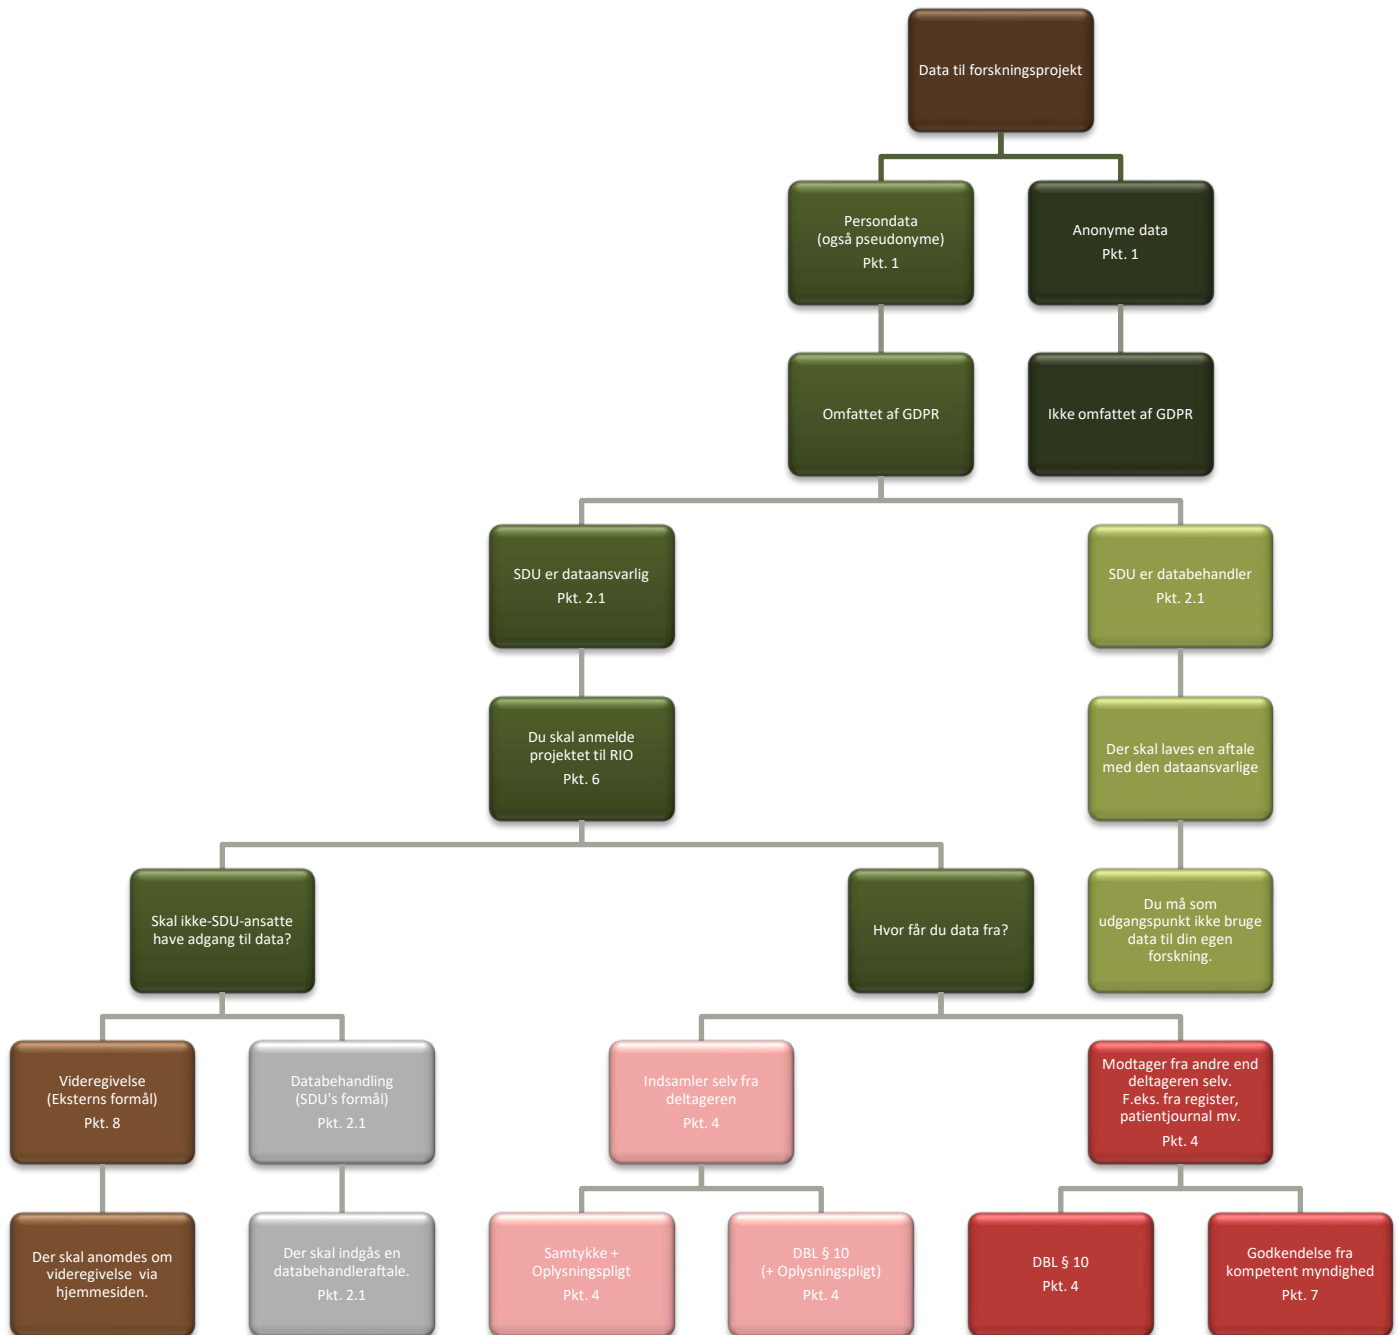 Data til forskningsprojekt
Persondata
(også pseudonyme)
Pkt. 1
Anonyme data
Pkt. 1
Omfattet af GDPR
Ikke omfattet af GDPR
SDU er dataansvarlig
Pkt. 2.1
SDU er databehandler
Pkt. 2.1
Du skal anmelde
projektet til RIO
Pkt. 6
Der skal laves en aftale
med den dataansvarlige
Skal ikke-SDU-ansatte
have adgang til data?
Hvor får du data fra?
Du må som
udgangspunkt ikke bruge
data til din egen
forskning.
Videregivelse
(Eksterns formål)
Pkt. 8
Databehandling
(SDU's formål)
Pkt. 2.1
Indsamler selv fra
deltageren
Pkt. 4
Modtager fra andre end
deltageren selv.
F.eks. fra register,
patientjournal mv.
Pkt. 4
Der skal anomdes om
videregivelse via
hjemmesiden.
Der skal indgås en
databehandleraftale.
Pkt. 2.1
Samtykke +
Oplysningspligt
Pkt. 4
DBL § 10
(+ Oplysningspligt)
Pkt. 4
DBL § 10
Pkt. 4
Godkendelse fra
kompetent myndighed
Pkt. 7